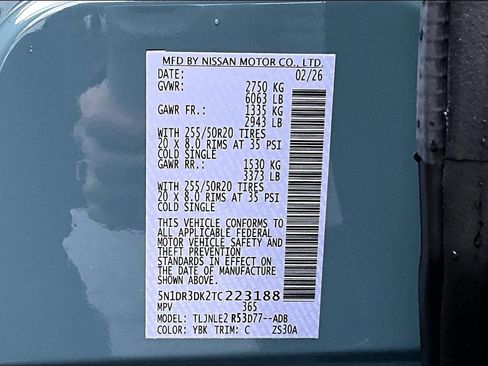 MFD BY NISSAN MOTOR CO., LTD.
DATE: 02/26
GVWR: 2750 KG
6063 LB
GAWR FR.: 1335 KG
2943 LB
WITH 255/50R20 TIRES
20 X 8.0 RIMS AT 35 PSI
COLD SINGLE
GAWR RR.: 1530 KG
3373 LB
WITH 255/50R20 TIRES
20 X 8.0 RIMS AT 35 PSI
COLD SINGLE
THIS VEHICLE CONFORMS TO
ALL APPLICABLE FEDERAL
MOTOR VEHICLE SAFETY AND
THEFT PREVENTION
STANDARDS IN EFFECT ON
THE DATE OF MANUFACTURE
5N1DR3DK2TC223188
MPV 365
MODEL: TLJNLE2 R53D77--ADB
COLOR: YBK TRIM: C ZS30A